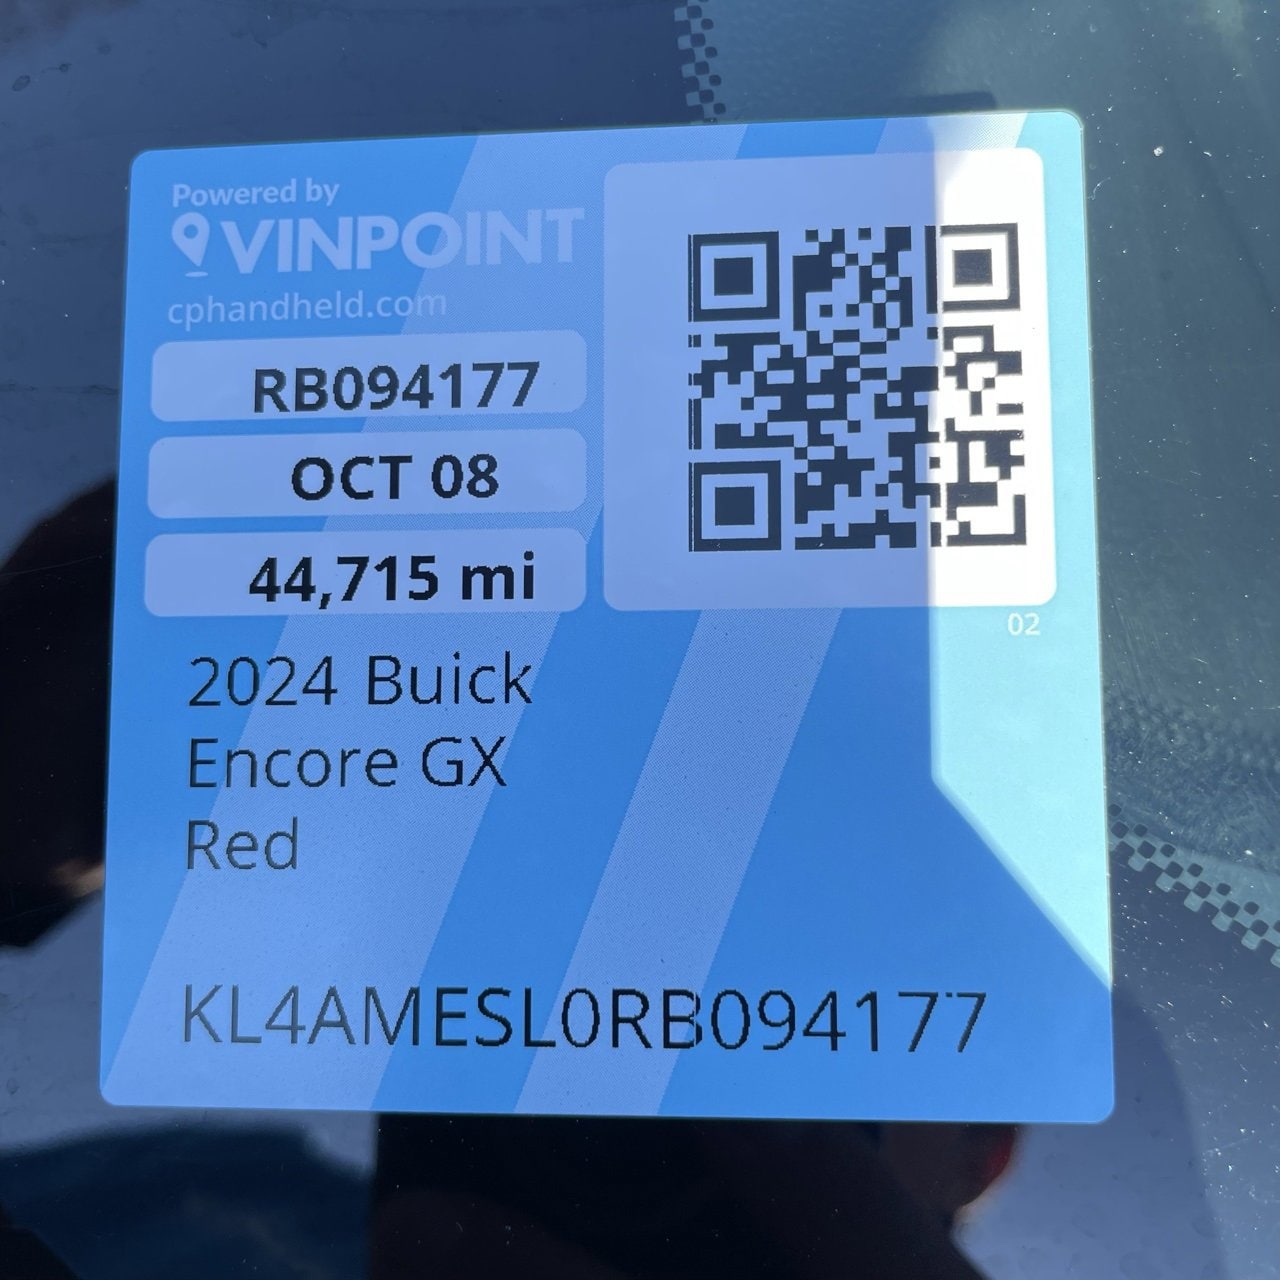 Powered by
VINPOINT
cphandheld.com
RB094177
OCT 08
44,715 mi
02
2024 Buick
Encore GX
Red
KL4AMESL0RB094177